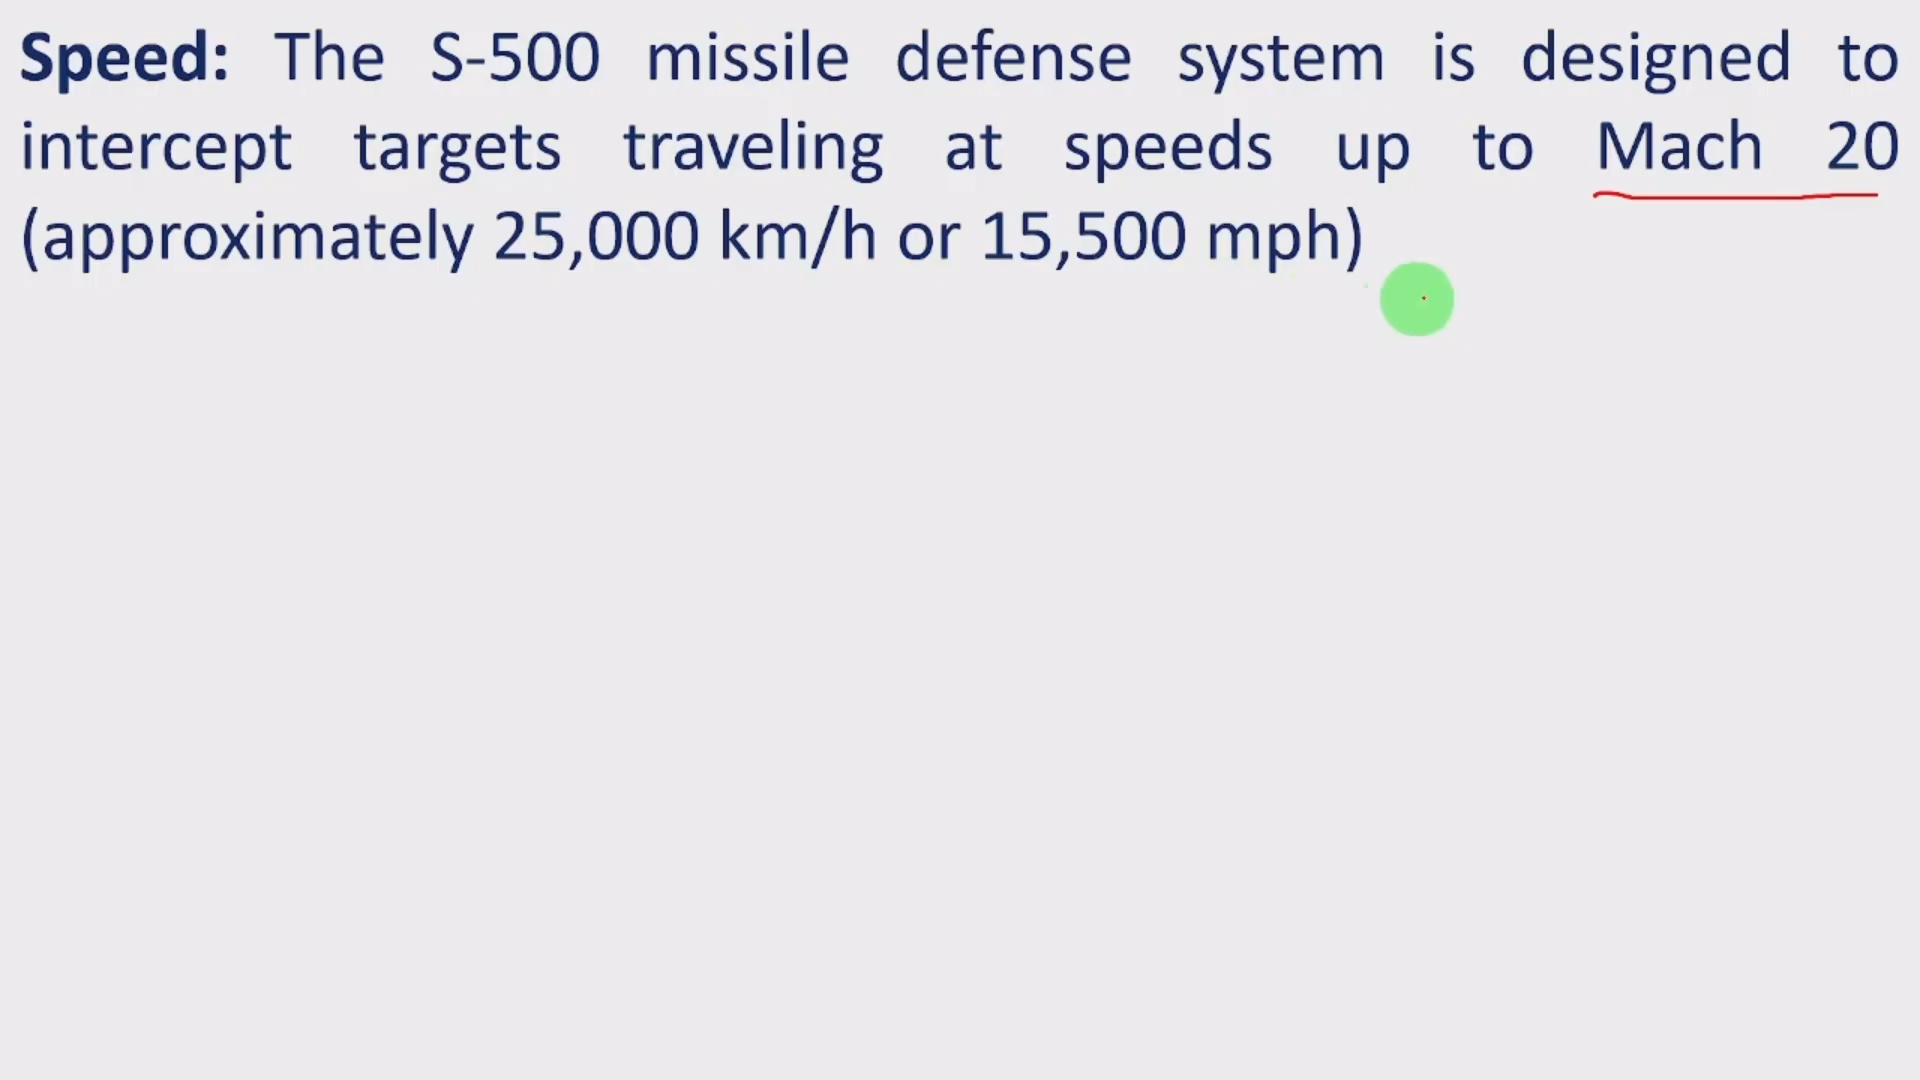 Speed: The S-500 missile defense system is designed to
intercept targets traveling at speeds up to Mach 20
(approximately 25,000 km/h or 15,500 mph)